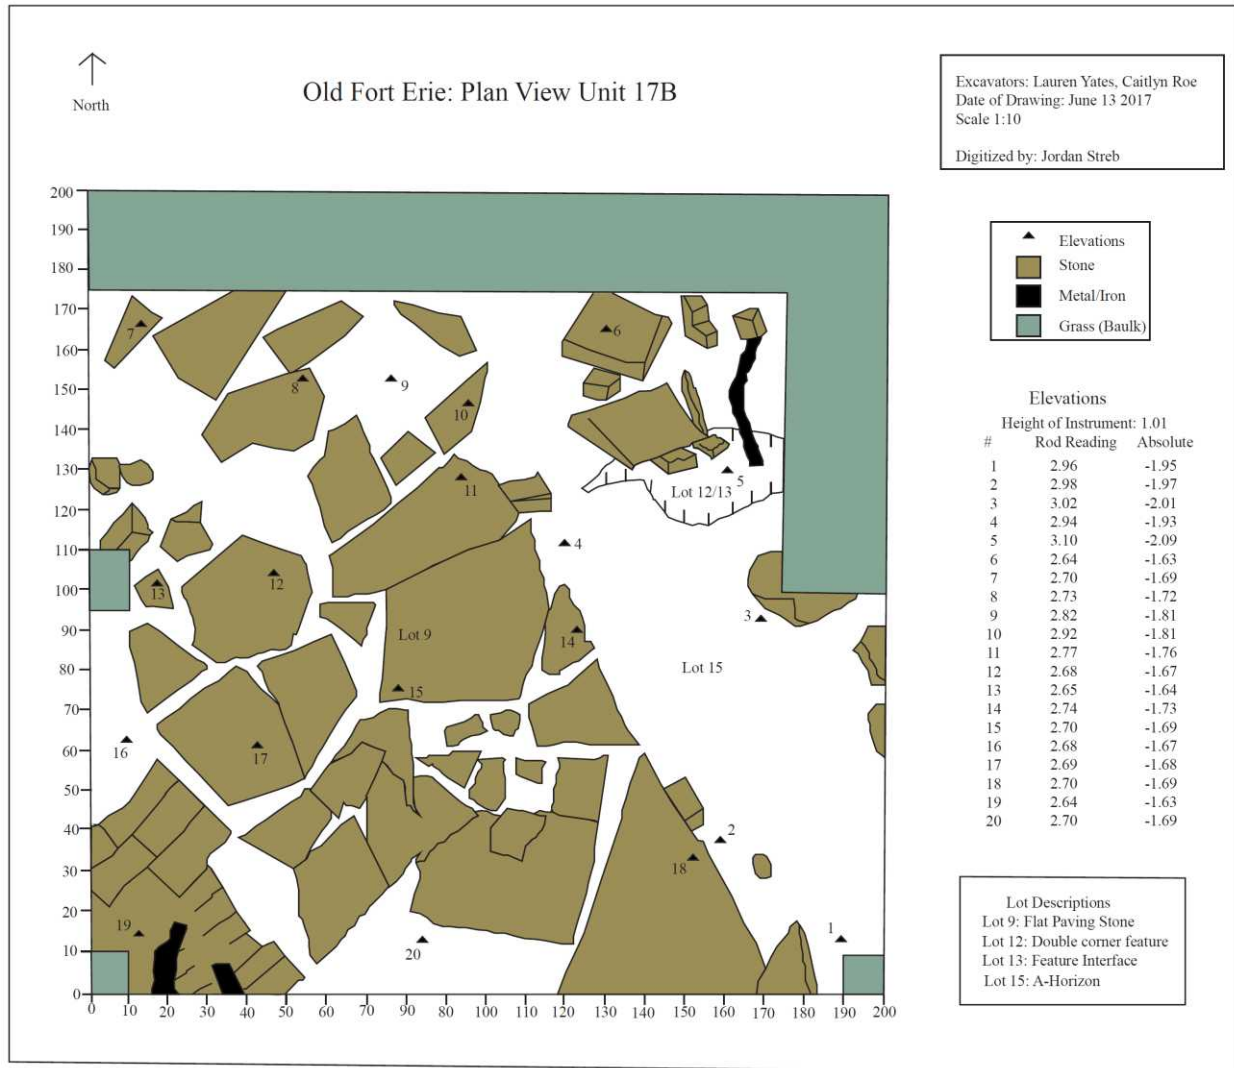 North
Old Fort Erie: Plan View Unit 17B
Excavators: Lauren Yates, Caitlyn Roe
Date of Drawing: June 13 2017
Scale 1:10
Digitized by: Jordan Streb
200
190
180
170
160
150
140
130
120
110
100
90
80
70
60
50
40
30
20
10
0
0 10 20 30 40 50 60 70 80 90 100 110 120 130 140 150 160 170 180 190 200
7
6
8
9
10
11
5
Lot 12/13
4
12
13
3
Lot 9
14
Lot 15
15
16
17
2
18
19
1
20
Elevations
Stone
Metal/Iron
Grass (Baulk)
Elevations
Height of Instrument: 1.01
# Rod Reading Absolute
1 2.96 -1.95
2 2.98 -1.97
3 3.02 -2.01
4 2.94 -1.93
5 3.10 -2.09
6 2.64 -1.63
7 2.70 -1.69
8 2.73 -1.72
9 2.82 -1.81
10 2.92 -1.81
11 2.77 -1.76
12 2.68 -1.67
13 2.65 -1.64
14 2.74 -1.73
15 2.70 -1.69
16 2.68 -1.67
17 2.69 -1.68
18 2.70 -1.69
19 2.64 -1.63
20 2.70 -1.69
Lot Descriptions
Lot 9: Flat Paving Stone
Lot 12: Double corner feature
Lot 13: Feature Interface
Lot 15: A-Horizon